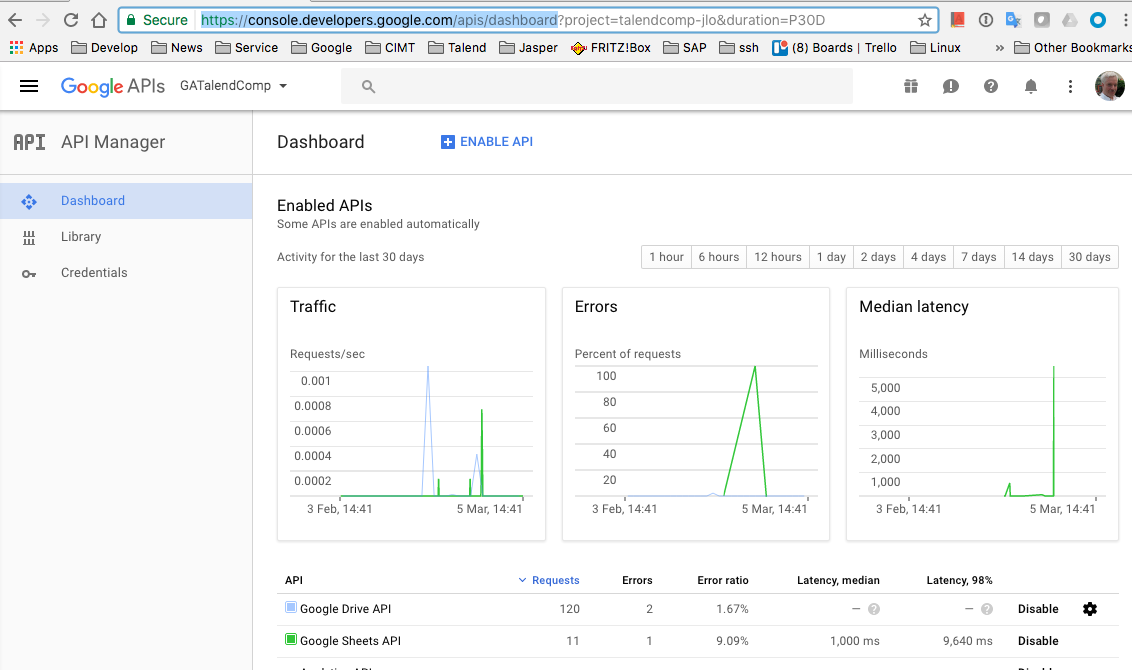 Secure https://console.developers.google.com/apis/dashboard?project=talendcomp-jlo&duration=P30D
Apps Develop News Service Google CIMT Talend Jasper FRITZ!Box SAP ssh (8) Boards | Trello Linux » Other Bookmarks
Google APIs GATalendComp
API API Manager
Dashboard ENABLE API
Dashboard
Library
Credentials
Enabled APIs
Some APIs are enabled automatically
Activity for the last 30 days
1 hour 6 hours 12 hours 1 day 2 days 4 days 7 days 14 days 30 days
Traffic
Requests/sec
0.001
0.0008
0.0006
0.0004
0.0002
3 Feb, 14:41 5 Mar, 14:41
Errors
Percent of requests
100
80
60
40
20
3 Feb, 14:41 5 Mar, 14:41
Median latency
Milliseconds
5,000
4,000
3,000
2,000
1,000
3 Feb, 14:41 5 Mar, 14:41
API Requests Errors Error ratio Latency, median Latency, 98%
Google Drive API 120 2 1.67% — — Disable
Google Sheets API 11 1 9.09% 1,000 ms 9,640 ms Disable